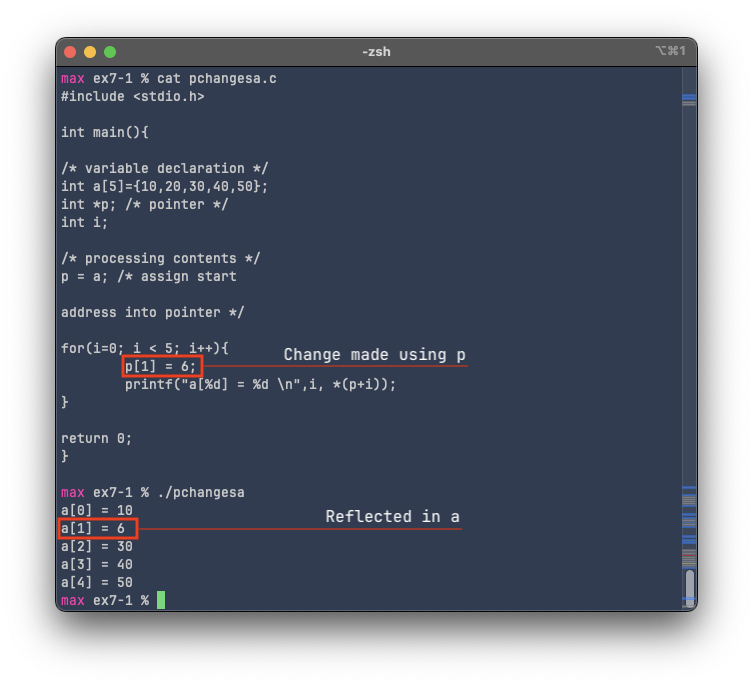 -zsh ⌥⌘1
max ex7-1 % cat pchangesa.c
#include <stdio.h>
int main(){
/* variable declaration */
int a[5]={10,20,30,40,50};
int *p; /* pointer */
int i;
/* processing contents */
p = a; /* assign start
address into pointer */
for(i=0; i < 5; i++){
Change made using p
p[1] = 6;
printf("a[%d] = %d \n",i, *(p+i));
}
return 0;
}
max ex7-1 % ./pchangesa
a[0] = 10
Reflected in a
a[1] = 6
a[2] = 30
a[3] = 40
a[4] = 50
max ex7-1 %